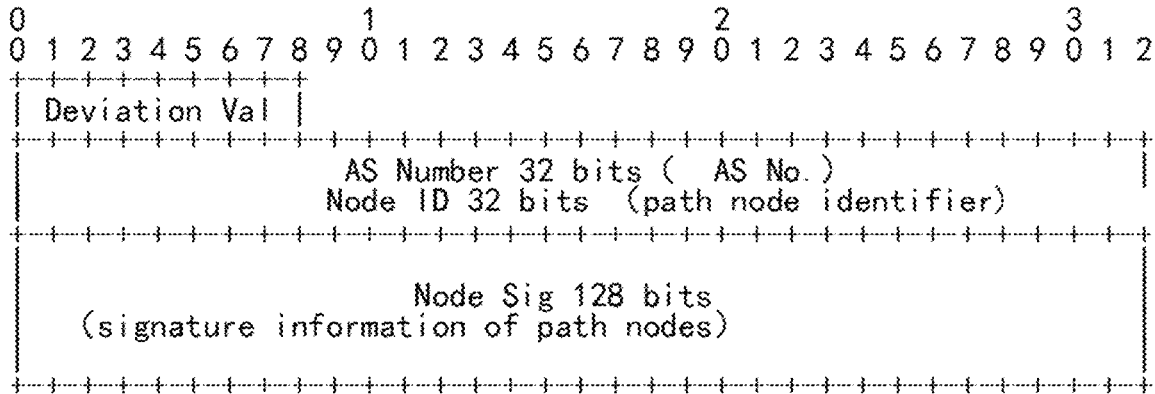 0 1 2 3
0 1 2 3 4 5 6 7 8 9 0 1 2 3 4 5 6 7 8 9 0 1 2 3 4 5 6 7 8 9 0 1 2
Deviation Val
AS Number 32 bits ( AS No.)
Node ID 32 bits (path node identifier)
Node Sig 128 bits
(signature information of path nodes)